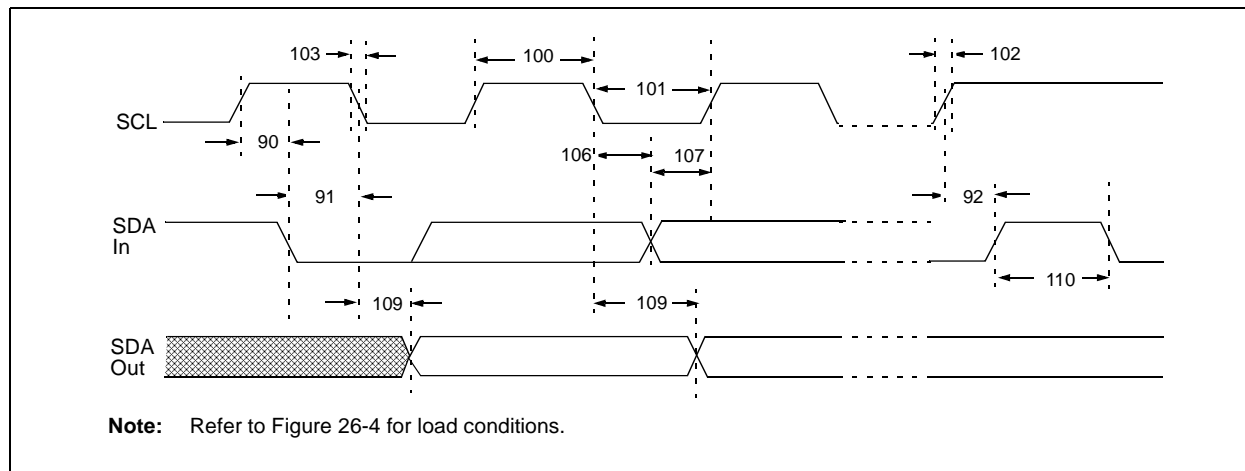 103
100
102
101
SCL
90
106
107
91
92
SDA
In
110
109
109
SDA
Out
Note: Refer to Figure 26-4 for load conditions.